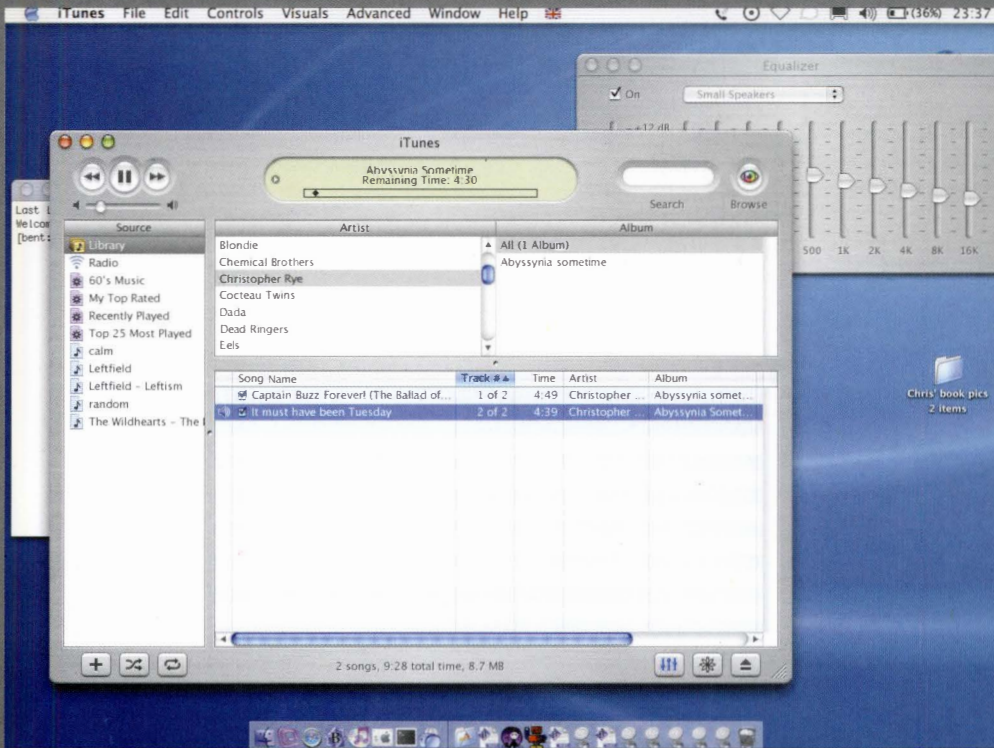 iTunes File Edit Controls Visuals Advanced Window Help (36%) 23:37
Equalizer
On Small Speakers
+12 dB
500 1K 2K 4K 8K 16K
iTunes
Abyssynia Sometime
Remaining Time: 4:30
Search Browse
Last
Welcom
[bent:
Source
Library
Radio
60's Music
My Top Rated
Recently Played
Top 25 Most Played
calm
Leftfield
Leftfield - Leftism
random
The Wildhearts - The
Artist Album
Blondie
Chemical Brothers
Christopher Rye
Cocteau Twins
Dada
Dead Ringers
Eels
All (1 Album)
Abyssynia sometime
Song Name Track # Time Artist Album
Captain Buzz Forever! (The Ballad of... 1 of 2 4:49 Christopher ... Abyssynia somet...
It must have been Tuesday 2 of 2 4:39 Christopher ... Abyssynia Somet...
2 songs, 9:28 total time, 8.7 MB
Chris' book pics
2 items